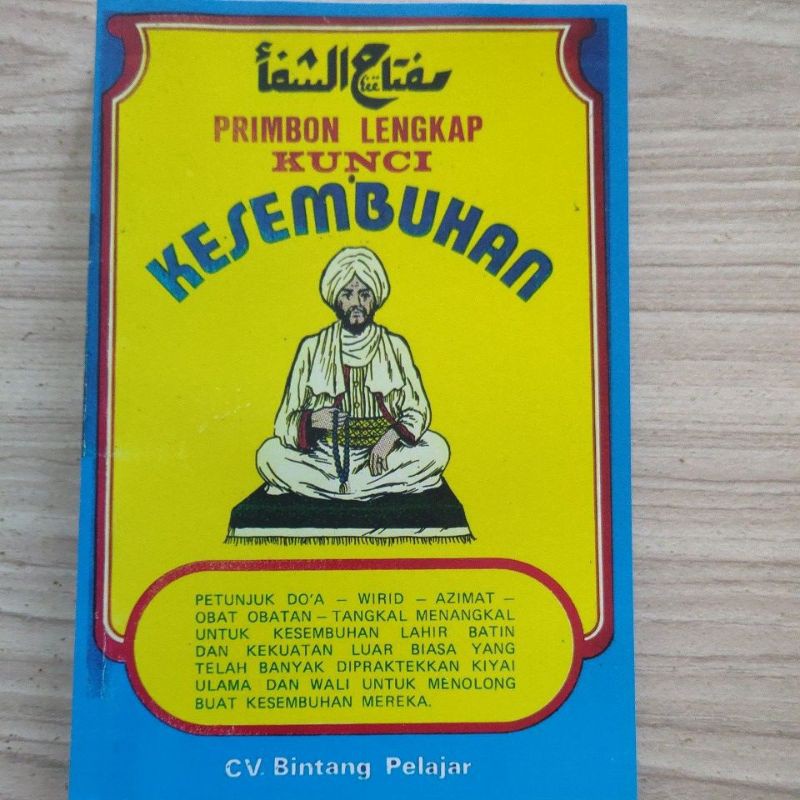 مفتاح الشفأ
PRIMBON LENGKAP
KUNCI
KESEMBUHAN
PETUNJUK DO'A – WIRID – AZIMAT –
OBAT OBATAN – TANGKAL MENANGKAL
UNTUK KESEMBUHAN LAHIR BATIN
DAN KEKUATAN LUAR BIASA YANG
TELAH BANYAK DIPRAKTEKKAN KIYAI
ULAMA DAN WALI UNTUK MENOLONG
BUAT KESEMBUHAN MEREKA.
CV. Bintang Pelajar